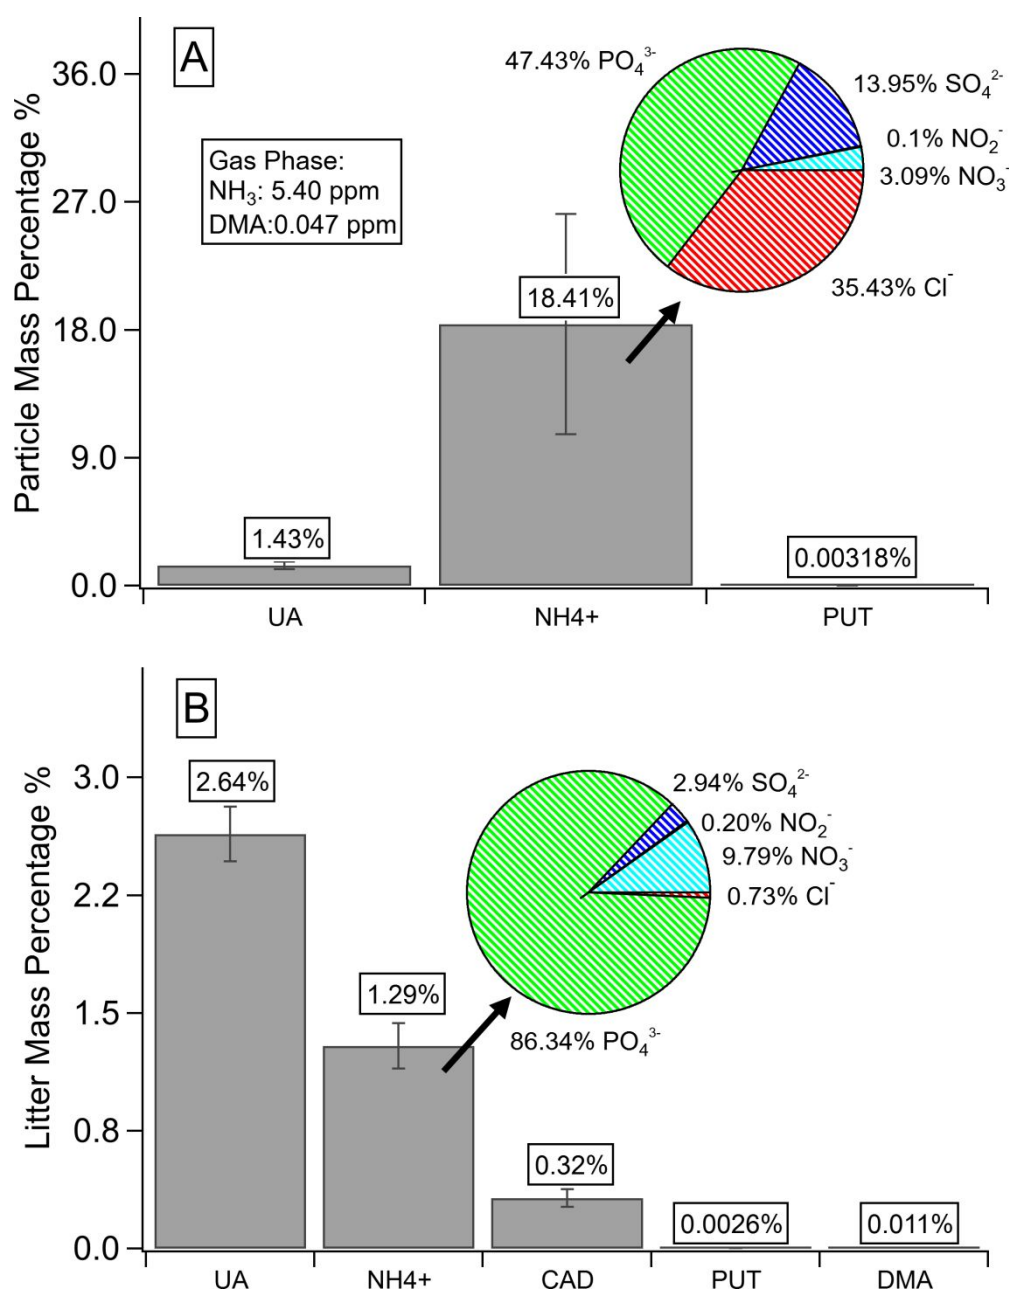 A
Particle Mass Percentage %
36.0
27.0
18.0
9.0
0.0
Gas Phase:
NH₃: 5.40 ppm
DMA:0.047 ppm
47.43% PO₄³⁻
13.95% SO₄²⁻
0.1% NO₂⁻
3.09% NO₃⁻
35.43% Cl⁻
1.43%
18.41%
0.00318%
UA
NH4+
PUT
B
Litter Mass Percentage %
3.0
2.2
1.5
0.8
0.0
2.64%
1.29%
0.32%
0.0026%
0.011%
2.94% SO₄²⁻
0.20% NO₂⁻
9.79% NO₃⁻
0.73% Cl⁻
86.34% PO₄³⁻
UA
NH4+
CAD
PUT
DMA